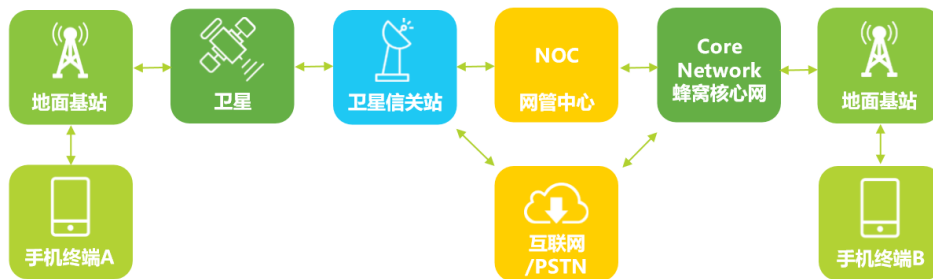 地面基站
卫星
卫星信关站
NOC
网管中心
Core
Network
蜂窝核心网
地面基站
手机终端A
互联网
/PSTN
手机终端B